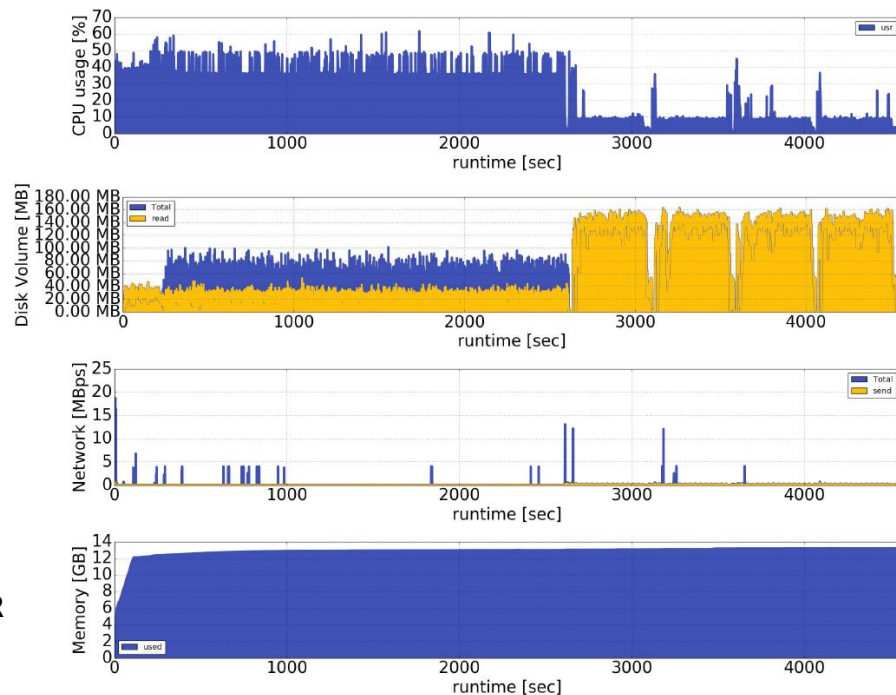 70
60
50
40
30
20
10
0
CPU usage [%]
usr
0
1000
2000
3000
4000
runtime [sec]
180.00 MB
160.00 MB
140.00 MB
120.00 MB
100.00 MB
80.00 MB
60.00 MB
40.00 MB
20.00 MB
0.00 MB
Disk Volume [MB]
Total
read
0
1000
2000
3000
4000
runtime [sec]
25
20
15
10
5
0
Network [MBps]
Total
send
0
1000
2000
3000
4000
runtime [sec]
14
12
10
8
6
4
2
0
Memory [GB]
used
0
1000
2000
3000
4000
runtime [sec]
R